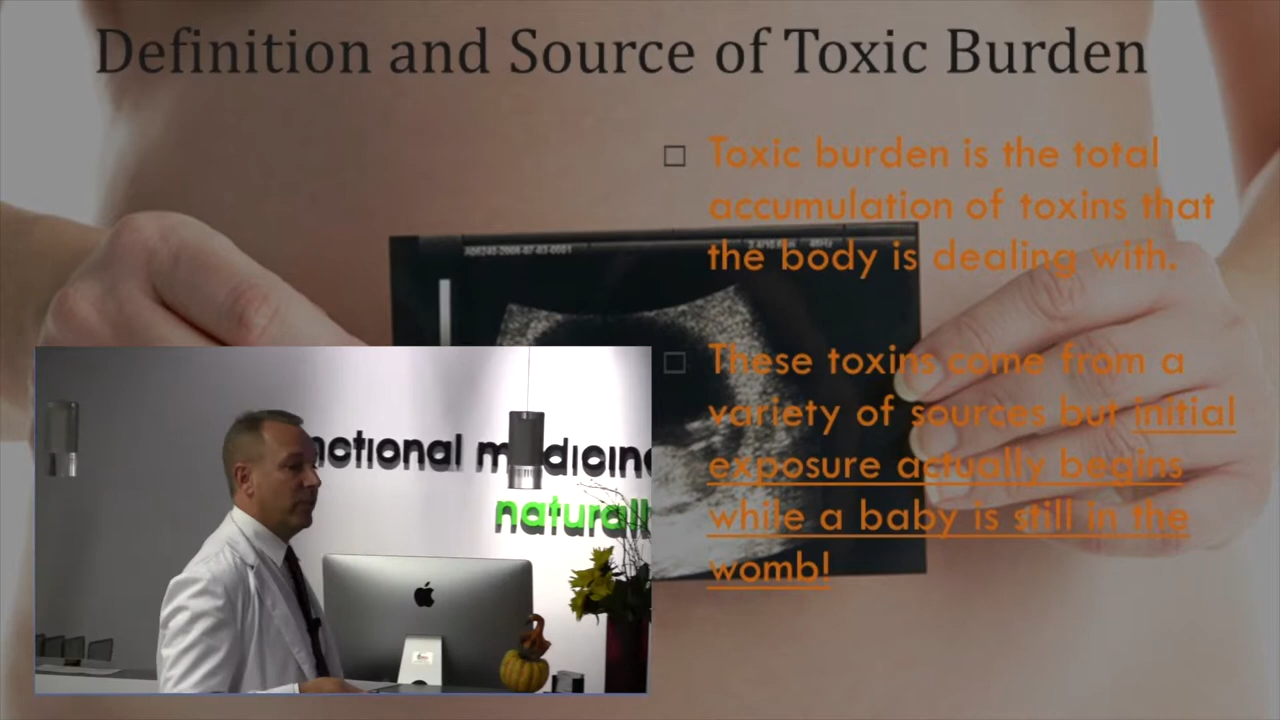 Definition and Source of Toxic Burden
Toxic burden is the total
accumulation of toxins that
the body is dealing with.
These toxins come from a
variety of sources but initial
exposure actually begins
while a baby is still in the
womb!
nctional m dicine
naturall